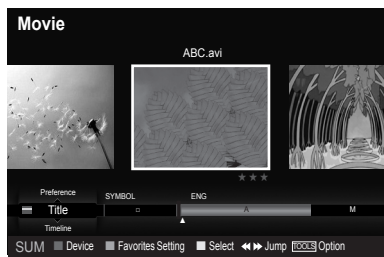 Movie
ABC.avi
Preference
SYMBOL ENG
Title A M
Timeline
SUM Device Favorites Setting Select Jump TOOLS Option